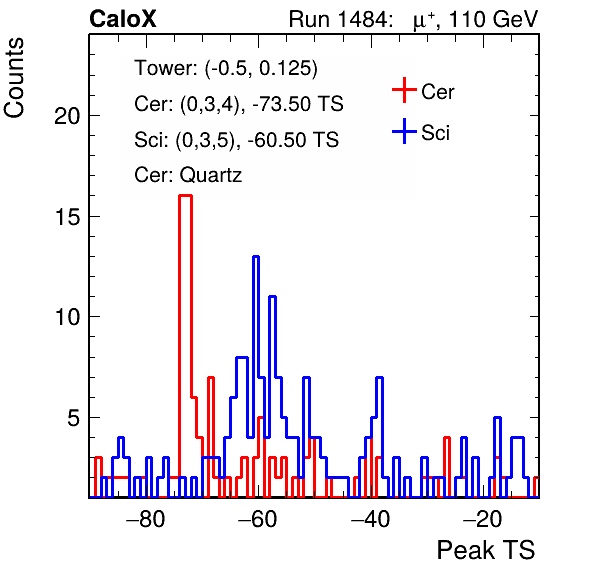 CaloX Run 1484: μ⁺, 110 GeV
Counts
Tower: (-0.5, 0.125)
Cer: (0,3,4), -73.50 TS
Sci: (0,3,5), -60.50 TS
Cer: Quartz
Cer
Sci
20
15
10
5
−80 −60 −40 −20
Peak TS